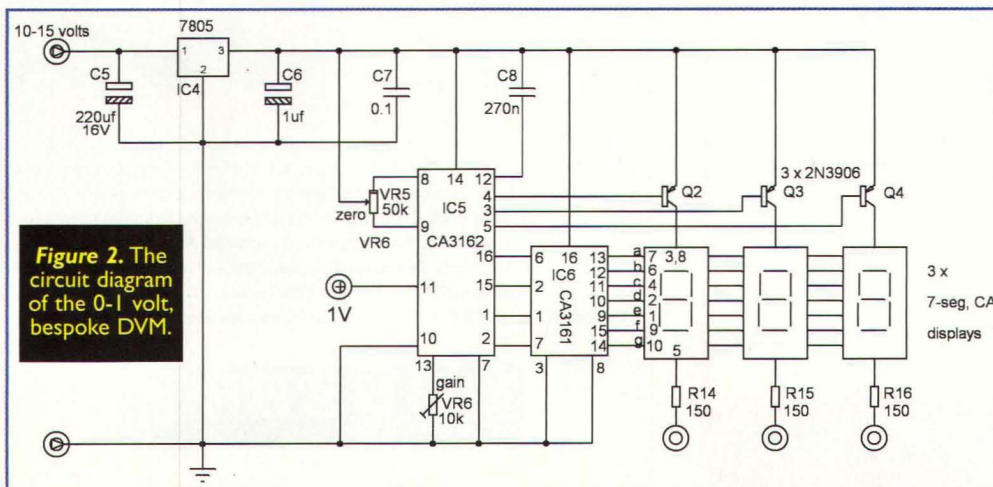 10-15 volts
7805
1
3
2
IC4
C5
220uf
16V
C6
1uf
C7
0.1
C8
270n
3 x 2N3906
Q2
Q3
Q4
8
14
12
4
3
5
VR5
50k
zero
IC5
9
CA3162
VR6
16
6
16
13
a
7
3,8
IC6
12
b
6
15
2
11
c
4
CA3161
10
d
2
1
1
9
e
1
15
f
9
2
7
14
g
10
5
11
1V
10
13
7
3
8
gain
VR6
10k
3 x
7-seg, CA
displays
R14
150
R15
150
R16
150
Figure 2. The
circuit diagram
of the 0-1 volt,
bespoke DVM.